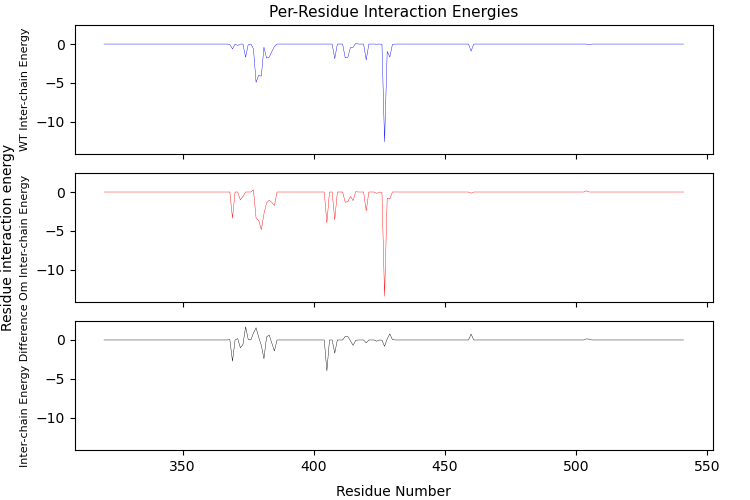 Per-Residue Interaction Energies
Residue interaction energy
WT Inter-chain Energy
0
−5
−10
Om Inter-chain Energy
0
−5
−10
Inter-chain Energy Difference
0
−5
−10
350
400
450
500
550
Residue Number